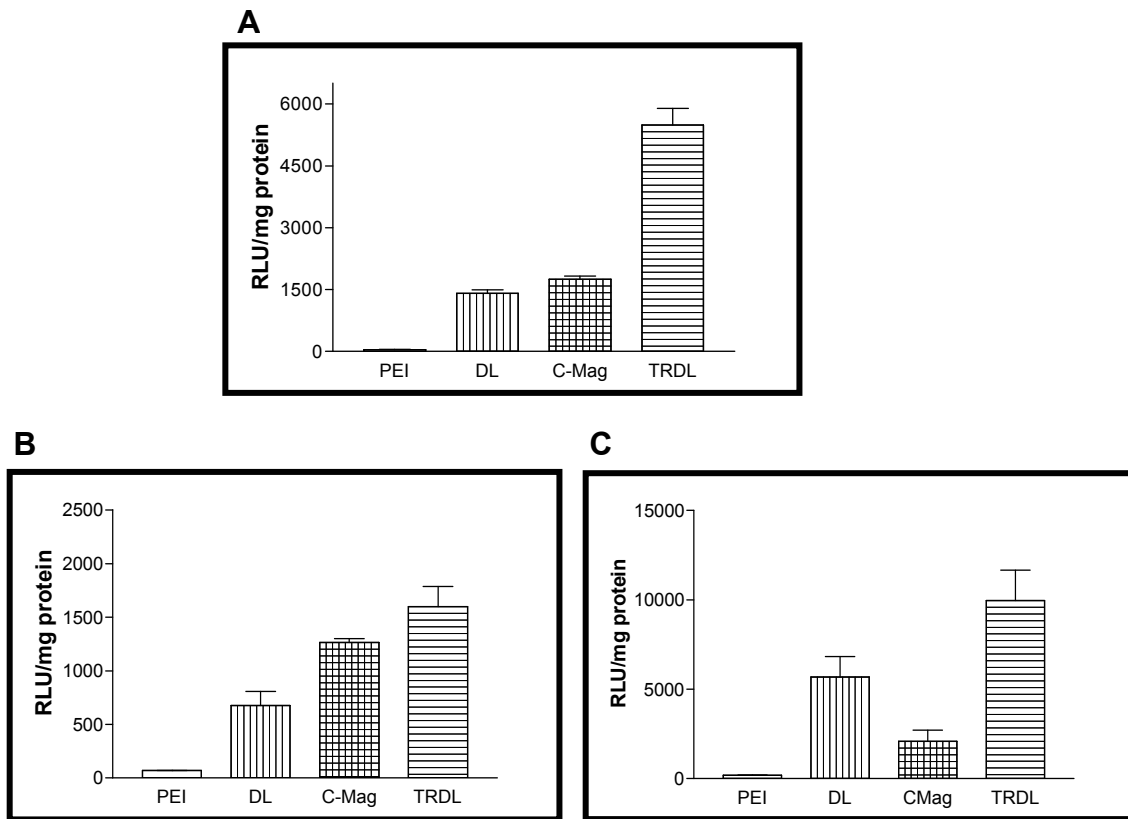 A
RLU/mg protein
6000
4500
3000
1500
0
PEI DL C-Mag TRDL
B
RLU/mg protein
2500
2000
1500
1000
500
0
PEI DL C-Mag TRDL
C
RLU/mg protein
15000
10000
5000
0
PEI DL CMag TRDL